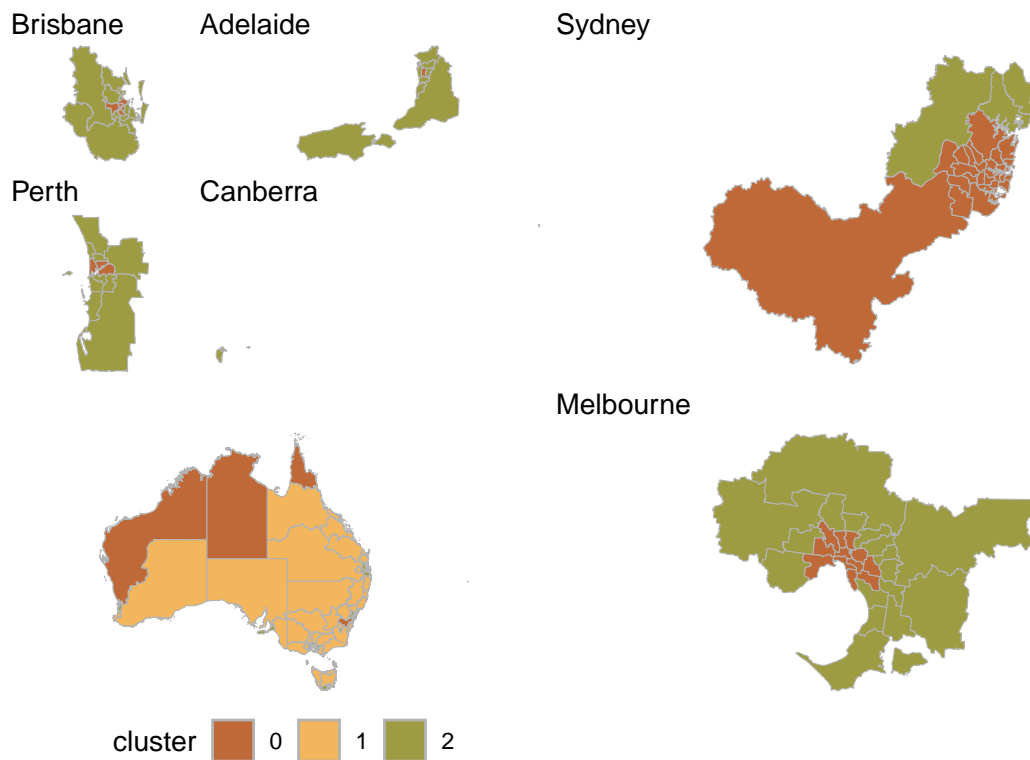 Brisbane
Adelaide
Sydney
Perth
Canberra
Melbourne
cluster 0 1 2